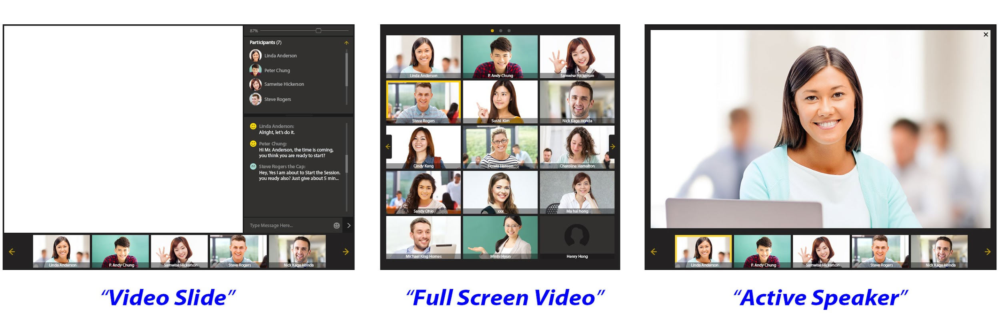 87%
Participants (7)
Linda Anderson
Peter Chung
Samwise Hickerson
Steve Rogers
Linda Anderson:
Alright, let's do it.
Peter Chung:
Hi Mr. Anderson, the time is coming,
you think you are ready to start?
Steve Rogers the Cap:
Hey, Yes I am about to Start the Session.
you ready also? Just give about 5 min...
Type Message Here...
Linda Anderson
P. Andy Chung
Samwise Hickerson
Steve Rogers
Nick Kage Honda
"Video Slide"
Linda Anderson
P. Andy Chung
Samwise Hickerson
Steve Rogers
Sushi Kim
Nick Kage Honda
Cindy Kang
Flowia Henson
Charoline Hamalton
Sandy Ohio
xxx
Ma hai hong
Michael King Homes
Minhi Hyun
Henry Hong
"Full Screen Video"
Linda Anderson
P. Andy Chung
Samwise Hickerson
Steve Rogers
Nick Kage Honda
"Active Speaker"